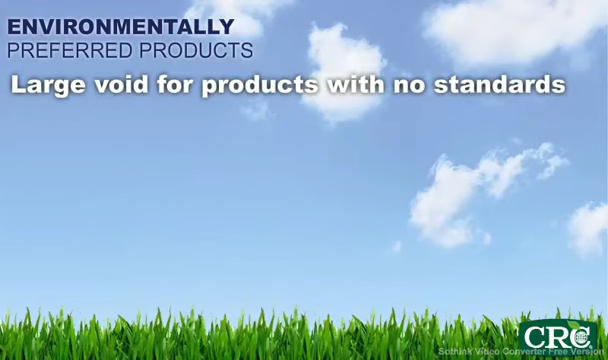 ENVIRONMENTALLY
PREFERRED PRODUCTS
Large void for products with no standards
CRC
Sothink Video Converter Free Version